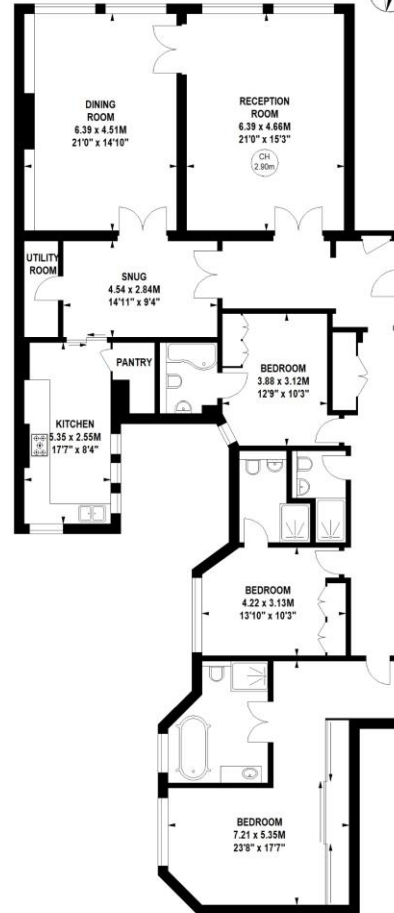 DINING
ROOM
6.39 x 4.51M
21'0" x 14'10"
RECEPTION
ROOM
6.39 x 4.66M
21'0" x 15'3"
CH
2.90m
UTILITY
ROOM
SNUG
4.54 x 2.84M
14'11" x 9'4"
PANTRY
BEDROOM
3.88 x 3.12M
12'9" x 10'3"
KITCHEN
5.35 x 2.55M
17'7" x 8'4"
BEDROOM
4.22 x 3.13M
13'10" x 10'3"
BEDROOM
7.21 x 5.35M
23'8" x 17'7"